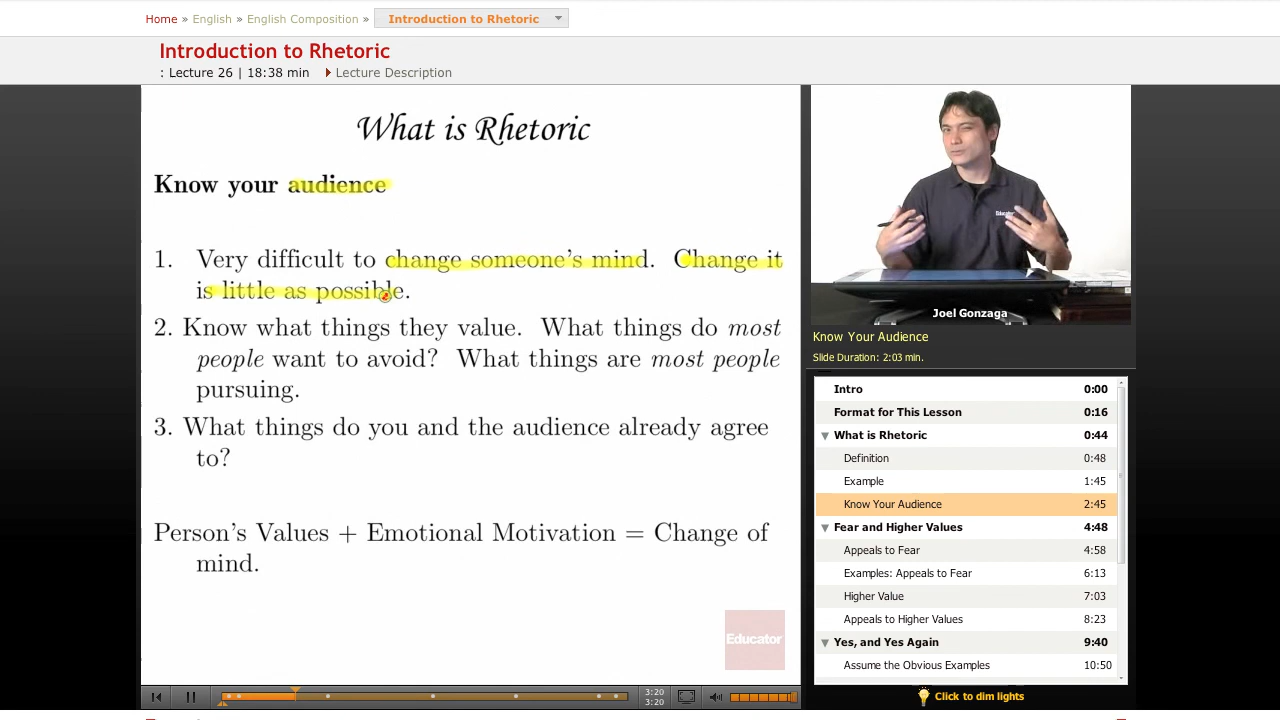 Home » English » English Composition » Introduction to Rhetoric
Introduction to Rhetoric
: Lecture 26 | 18:38 min Lecture Description
What is Rhetoric
Know your audience
1. Very difficult to change someone's mind. Change it
is little as possible.
2. Know what things they value. What things do most
people want to avoid? What things are most people
pursuing.
3. What things do you and the audience already agree
to?
Person's Values + Emotional Motivation = Change of
mind.
Educator
3:20
3:20
Educator
Joel Gonzaga
Know Your Audience
Slide Duration: 2:03 min.
Intro 0:00
Format for This Lesson 0:16
What is Rhetoric 0:44
Definition 0:48
Example 1:45
Know Your Audience 2:45
Fear and Higher Values 4:48
Appeals to Fear 4:58
Examples: Appeals to Fear 6:13
Higher Value 7:03
Appeals to Higher Values 8:23
Yes, and Yes Again 9:40
Assume the Obvious Examples 10:50
Click to dim lights